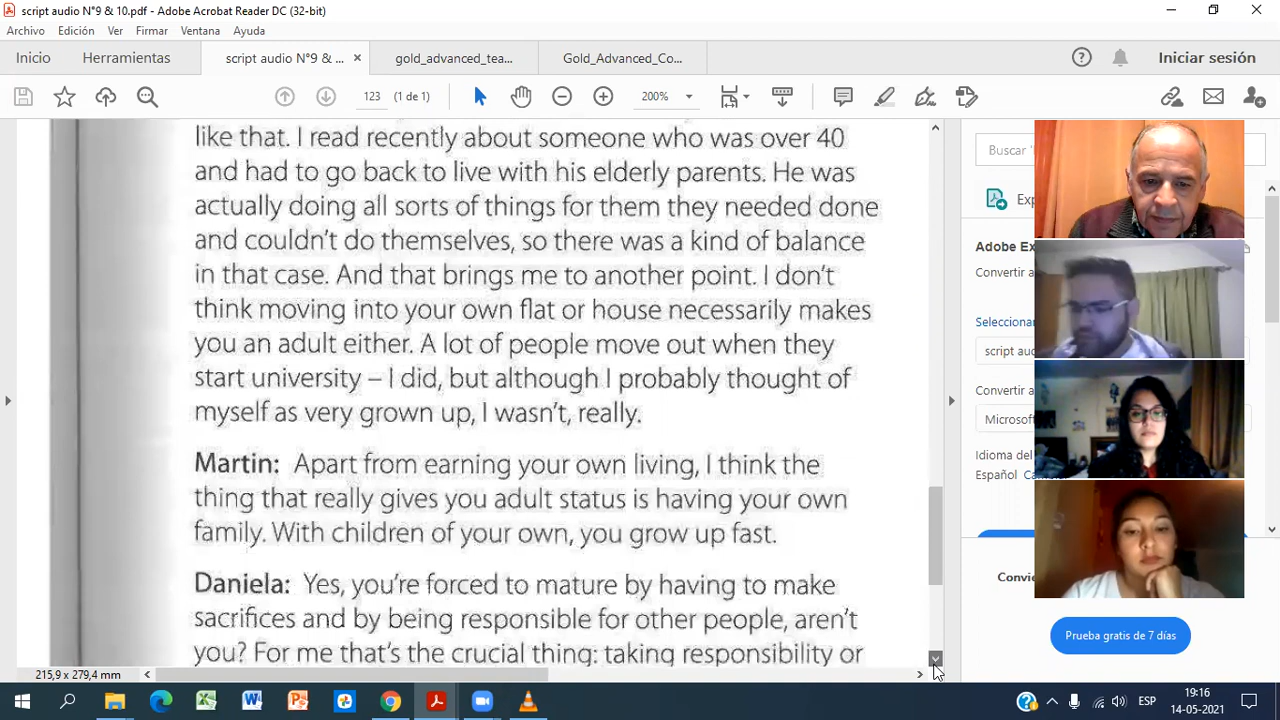 script audio N°9 & 10.pdf - Adobe Acrobat Reader DC (32-bit)
Archivo Edición Ver Firmar Ventana Ayuda
Inicio Herramientas script audio N°9 & ... × gold_advanced_tea... Gold_Advanced_Co... Iniciar sesión
123 (1 de 1) 200%
like that. I read recently about someone who was over 40
and had to go back to live with his elderly parents. He was
actually doing all sorts of things for them they needed done
and couldn't do themselves, so there was a kind of balance
in that case. And that brings me to another point. I don't
think moving into your own flat or house necessarily makes
you an adult either. A lot of people move out when they
start university – I did, but although I probably thought of
myself as very grown up, I wasn't, really.
Martin: Apart from earning your own living, I think the
thing that really gives you adult status is having your own
family. With children of your own, you grow up fast.
Daniela: Yes, you're forced to mature by having to make
sacrifices and by being responsible for other people, aren't
you? For me that's the crucial thing: taking responsibility or
Buscar
Exp
Adobe Ex
Convertir a
Seleccionar
script aud
Convertir a
Micros
Idioma del
Español
Convie
Prueba gratis de 7 días
215,9 x 279,4 mm
ESP
19:16
14-05-2021